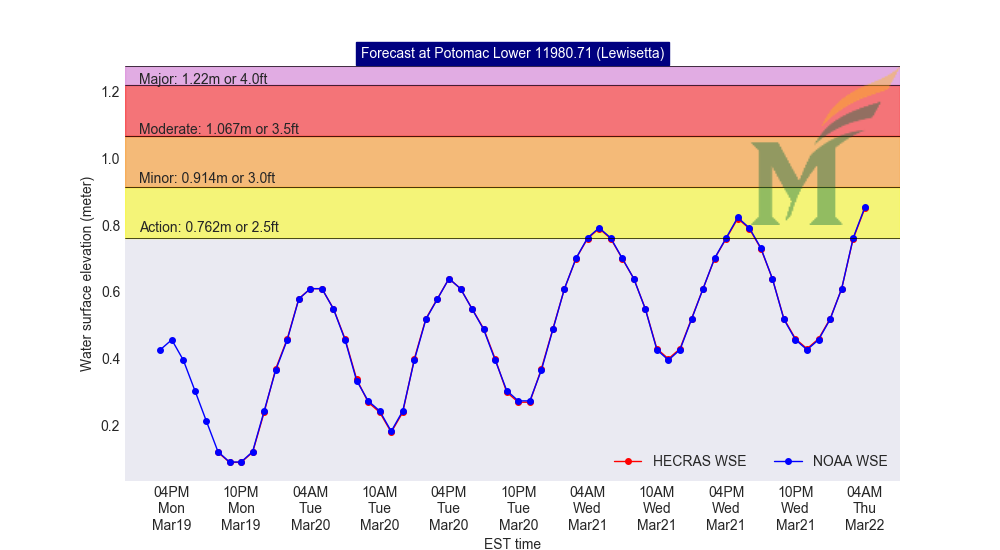 Forecast at Potomac Lower 11980.71 (Lewisetta)
Major: 1.22m or 4.0ft
Moderate: 1.067m or 3.5ft
Minor: 0.914m or 3.0ft
Action: 0.762m or 2.5ft
1.2
1.0
0.8
0.6
0.4
0.2
Water surface elevation (meter)
M
HECRAS WSE NOAA WSE
04PM 10PM 04AM 10AM 04PM 10PM 04AM 10AM 04PM 10PM 04AM
Mon Mon Tue Tue Tue Tue Wed Wed Wed Wed Thu
Mar19 Mar19 Mar20 Mar20 Mar20 Mar20 Mar21 Mar21 Mar21 Mar21 Mar22
EST time